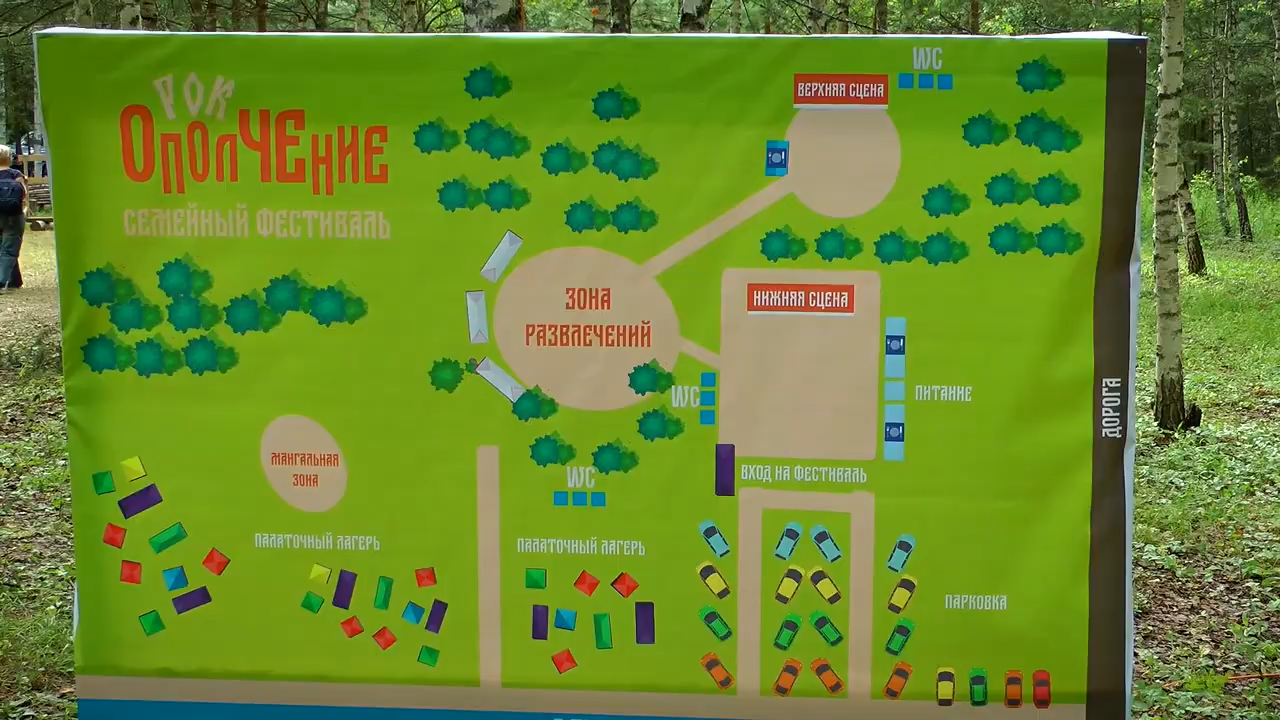 РОК
ОПОЛЧЕНИЕ
СЕМЕЙНЫЙ ФЕСТИВАЛЬ
WC
ВЕРХНЯЯ СЦЕНА
ЗОНА
РАЗВЛЕЧЕНИЙ
НИЖНЯЯ СЦЕНА
WC
ПИТАНИЕ
ДОРОГА
МАНГАЛЬНАЯ
ЗОНА
WC
ВХОД НА ФЕСТИВАЛЬ
ПАЛАТОЧНЫЙ ЛАГЕРЬ
ПАЛАТОЧНЫЙ ЛАГЕРЬ
ПАРКОВКА